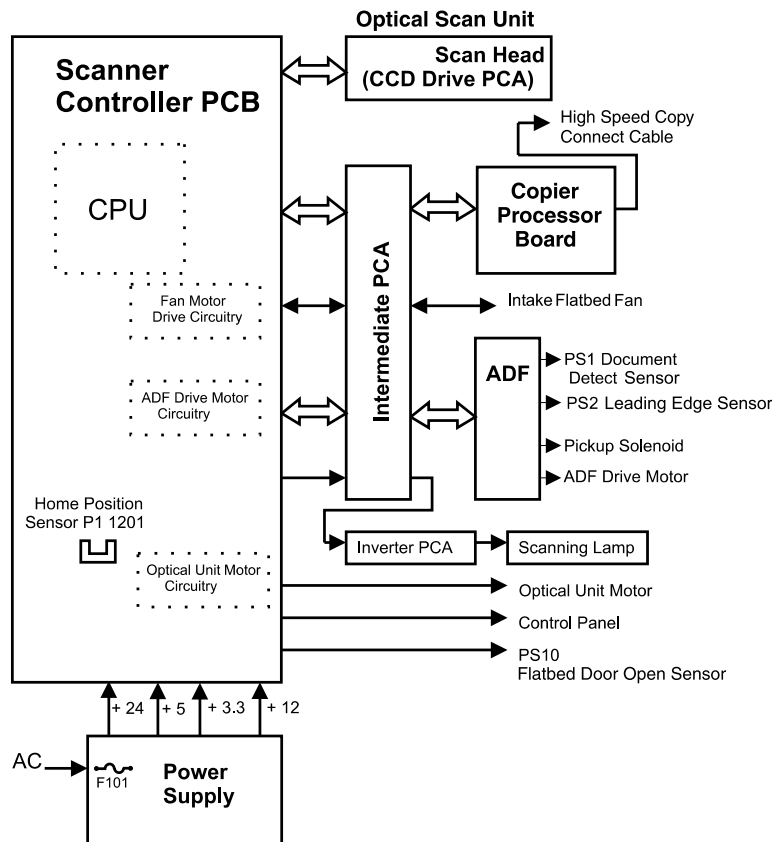 Optical Scan Unit
Scan Head
(CCD Drive PCA)
Scanner
Controller PCB
High Speed Copy
Connect Cable
CPU
Intermediate PCA
Copier
Processor
Board
Fan Motor
Drive Circuitry
Intake Flatbed Fan
ADF Drive Motor
Circuitry
ADF
PS1 Document
Detect Sensor
PS2 Leading Edge Sensor
Pickup Solenoid
ADF Drive Motor
Home Position
Sensor P1 1201
Inverter PCA
Scanning Lamp
Optical Unit Motor
Circuitry
Optical Unit Motor
Control Panel
PS10
Flatbed Door Open Sensor
+ 24
+ 5
+ 3.3
+ 12
AC
F101
Power
Supply